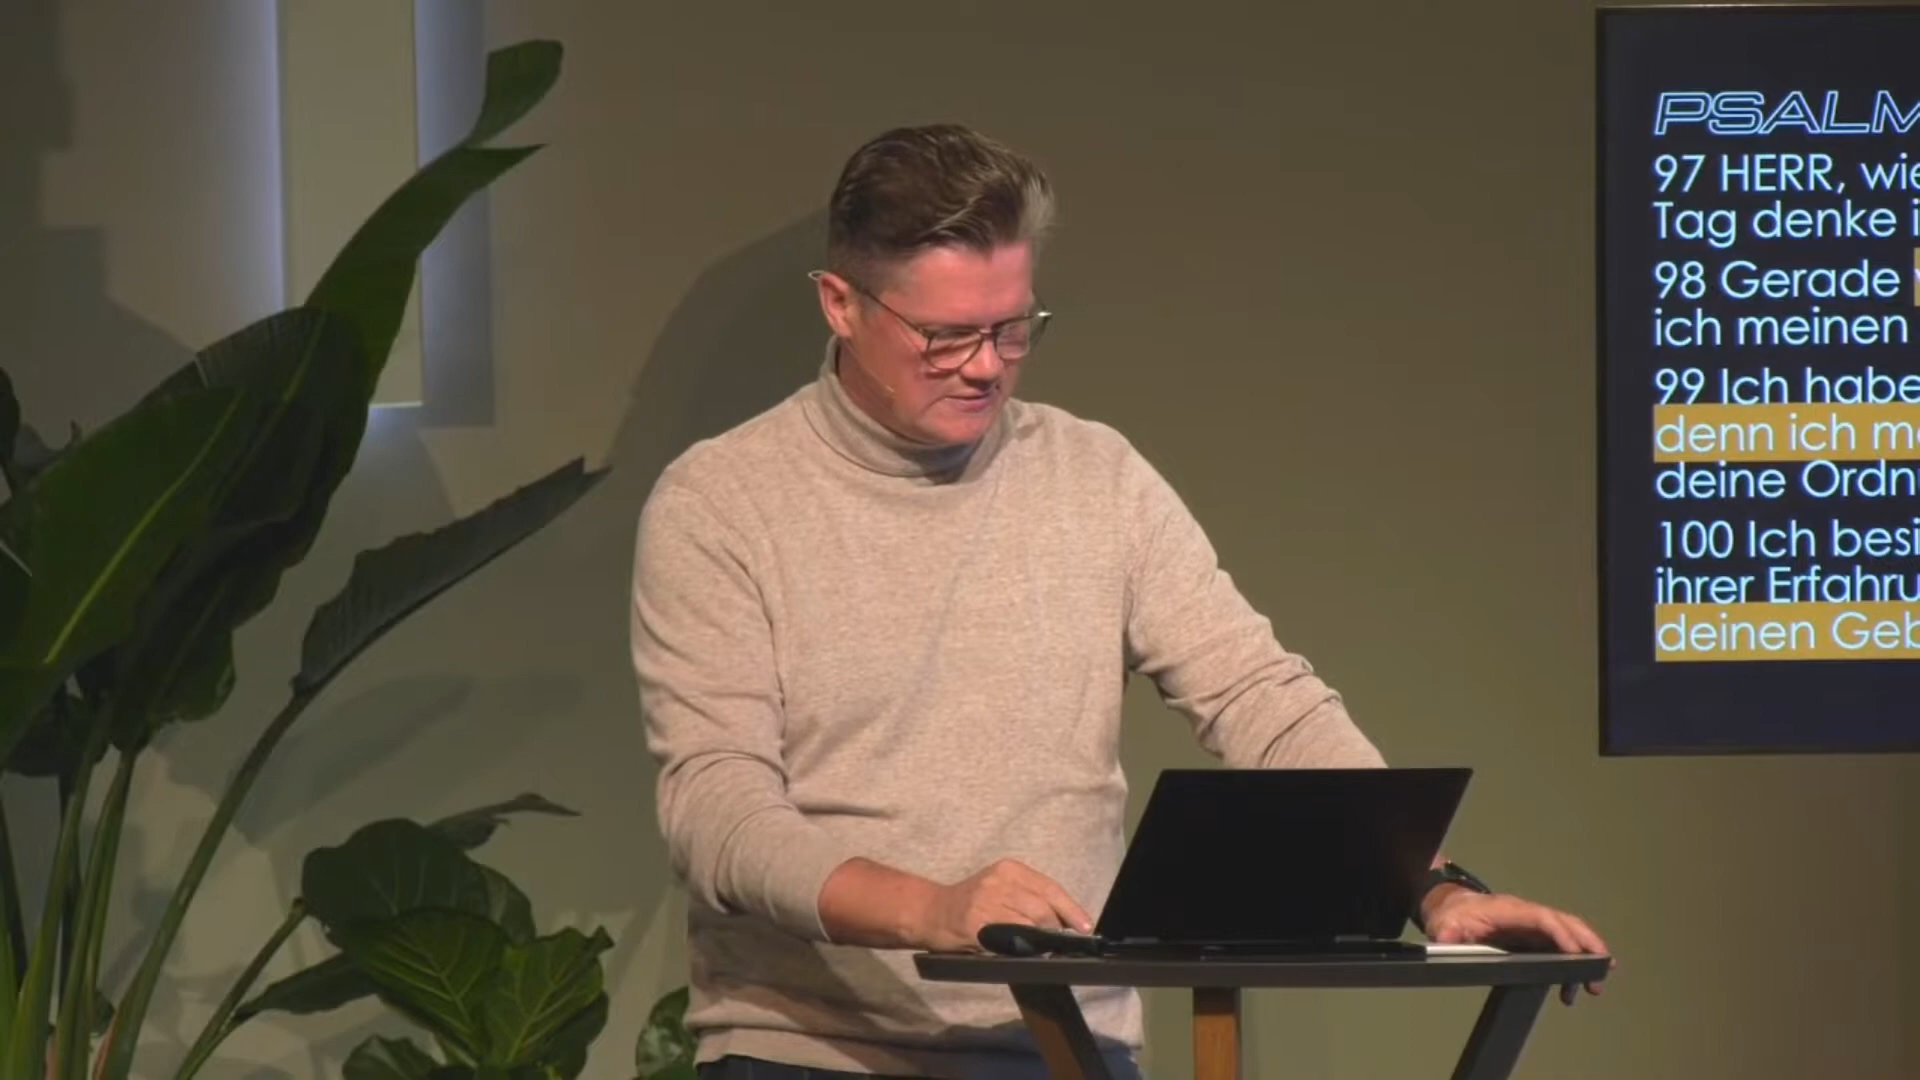 PSALM
97 HERR, wie
Tag denke i
98 Gerade
ich meinen
99 Ich habe
denn ich m
deine Ordn
100 Ich besi
ihrer Erfahru
deinen Geb